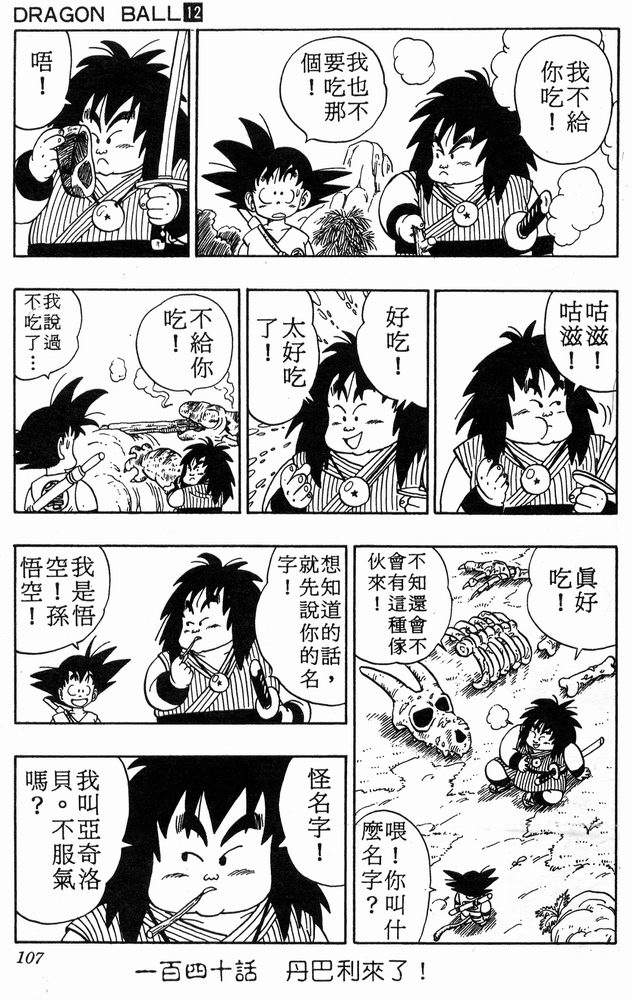 DRAGON BALL 12
我不給
你吃！
我也不
要吃那
個！
唔！
咕滋！
咕滋！
好吃！
太好吃
了！
不給你
吃！
我說過
不吃了…
眞好
吃！
不知還會不
會有這種傢
伙來！
喂！你叫什
麼名字？
想知道的話，
就先說你的名
字！
我是悟
空！孫
悟空！
怪名字！
我叫亞奇洛
貝。不服氣
嗎？
107
一百四十話　丹巴利來了！